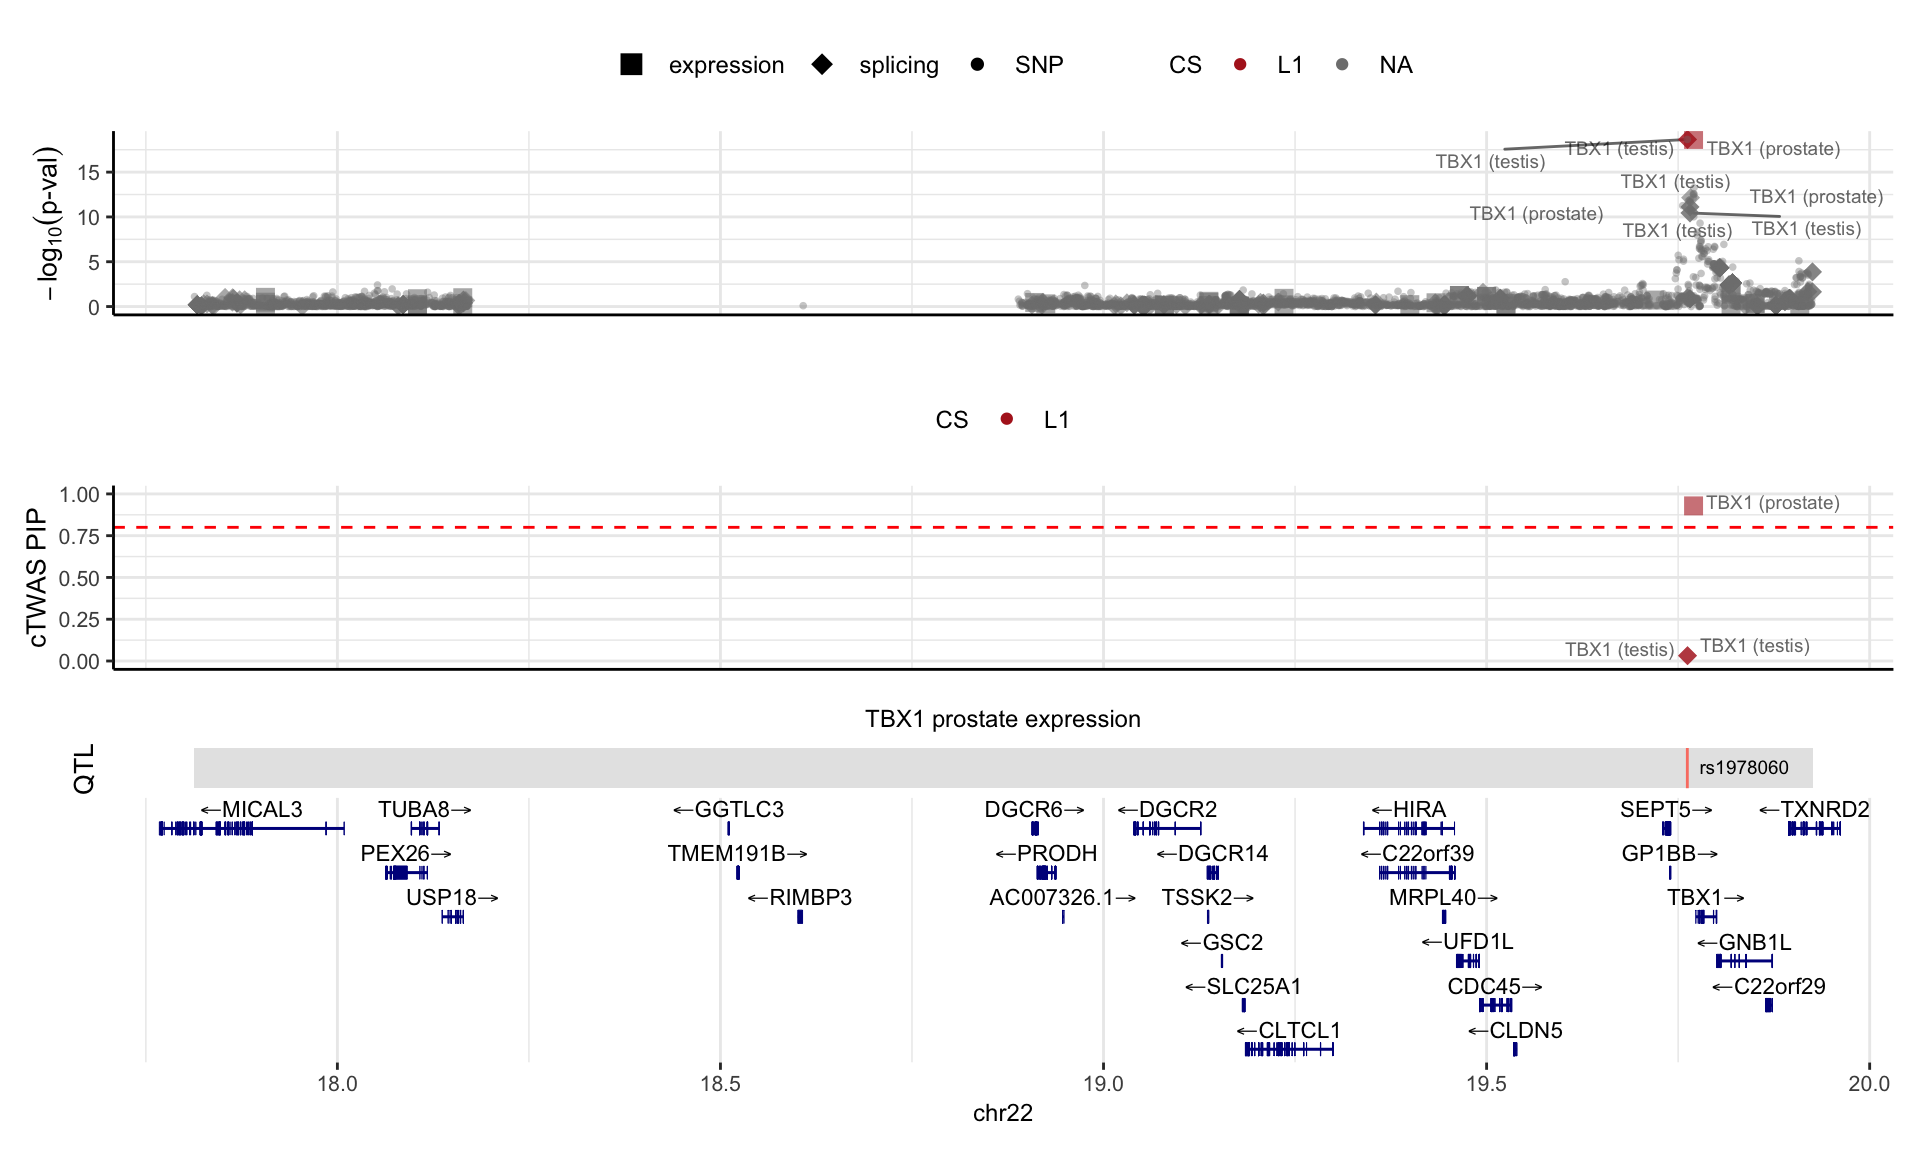 expression splicing SNP CS L1 NA
−log10(p-val)
15
10
5
0
TBX1 (testis)
TBX1 (testis)
TBX1 (prostate)
TBX1 (testis)
TBX1 (prostate)
TBX1 (prostate)
TBX1 (testis)
TBX1 (testis)
CS L1
cTWAS PIP
1.00
0.75
0.50
0.25
0.00
TBX1 (prostate)
TBX1 (testis)
TBX1 (testis)
TBX1 prostate expression
QTL
rs1978060
←MICAL3 TUBA8→ ←GGTLC3 DGCR6→ ←DGCR2 ←HIRA SEPT5→ ←TXNRD2
PEX26→ TMEM191B→ ←PRODH ←DGCR14 ←C22orf39 GP1BB→
USP18→ ←RIMBP3 AC007326.1→ TSSK2→ MRPL40→ TBX1→
←GSC2 ←UFD1L ←GNB1L
←SLC25A1 CDC45→ ←C22orf29
←CLTCL1 ←CLDN5
18.0 18.5 19.0 19.5 20.0
chr22